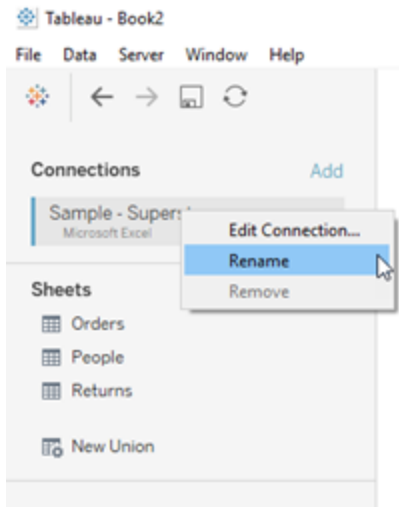 Tableau - Book2
File Data Server Window Help
Connections Add
Sample - Supers
Microsoft Excel
Edit Connection...
Rename
Remove
Sheets
Orders
People
Returns
New Union